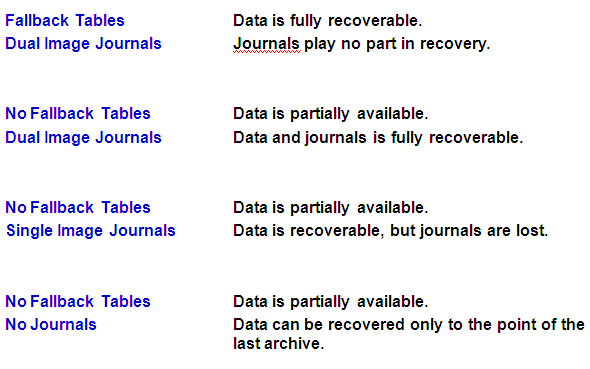 Fallback Tables Data is fully recoverable.
Dual Image Journals Journals play no part in recovery.
No Fallback Tables Data is partially available.
Dual Image Journals Data and journals is fully recoverable.
No Fallback Tables Data is partially available.
Single Image Journals Data is recoverable, but journals are lost.
No Fallback Tables Data is partially available.
No Journals Data can be recovered only to the point of the
last archive.